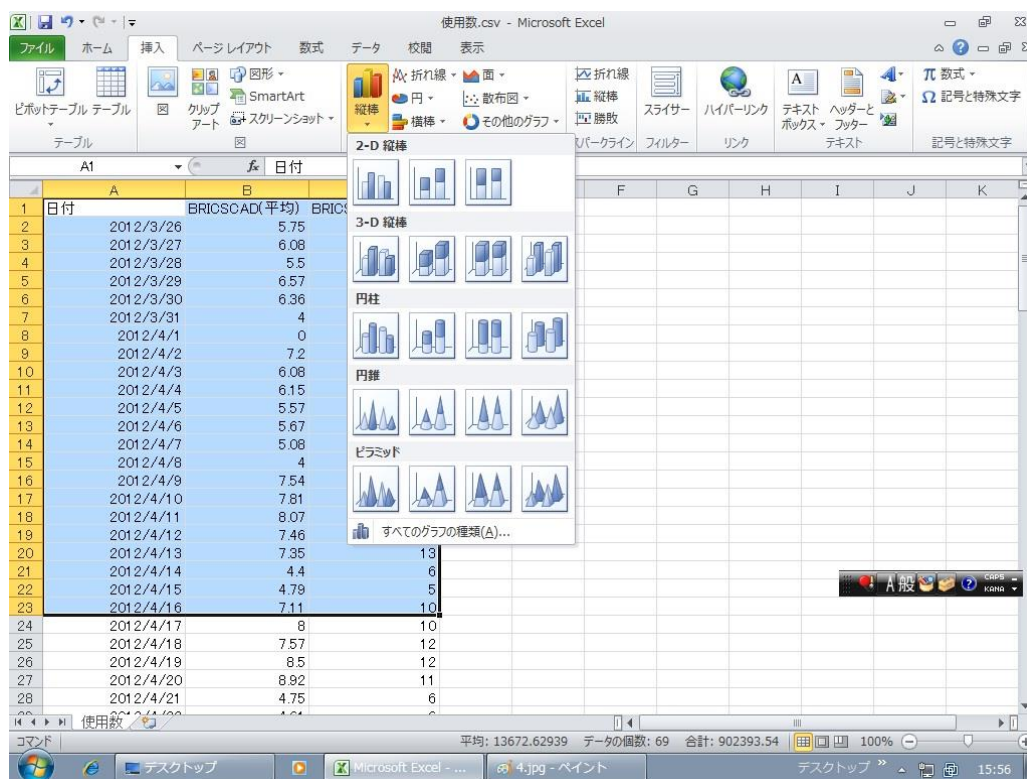 使用数.csv - Microsoft Excel
ファイル ホーム 挿入 ページ レイアウト 数式 データ 校閲 表示
ピボットテーブル テーブル
テーブル
図 クリップアート 図形 SmartArt スクリーンショット
図
縦棒 折れ線 円 横棒 面 散布図 その他のグラフ
折れ線 縦棒 勝敗
パークライン
スライサー
フィルター
ハイパーリンク
リンク
テキストボックス ヘッダーとフッター
テキスト
π 数式
Ω 記号と特殊文字
記号と特殊文字
A1 fx 日付
2-D 縦棒
3-D 縦棒
円柱
円錐
ピラミッド
すべてのグラフの種類(A)...
A B F G H I J K
1 日付 BRICSCAD(平均) BRICS
2 2012/3/26 5.75
3 2012/3/27 6.08
4 2012/3/28 5.5
5 2012/3/29 6.57
6 2012/3/30 6.36
7 2012/3/31 4
8 2012/4/1 0
9 2012/4/2 7.2
10 2012/4/3 6.08
11 2012/4/4 6.15
12 2012/4/5 5.57
13 2012/4/6 5.67
14 2012/4/7 5.08
15 2012/4/8 4
16 2012/4/9 7.54
17 2012/4/10 7.81
18 2012/4/11 8.07
19 2012/4/12 7.46
20 2012/4/13 7.35 13
21 2012/4/14 4.4 6
22 2012/4/15 4.79 5
23 2012/4/16 7.11 10
24 2012/4/17 8 10
25 2012/4/18 7.57 12
26 2012/4/19 8.5 12
27 2012/4/20 8.92 11
28 2012/4/21 4.75 6
A 般 CAPS KANA
使用数
コマンド 平均: 13672.62939 データの個数: 69 合計: 902393.54 100%
デスクトップ Microsoft Excel - ... 4.jpg - ペイント デスクトップ 15:56